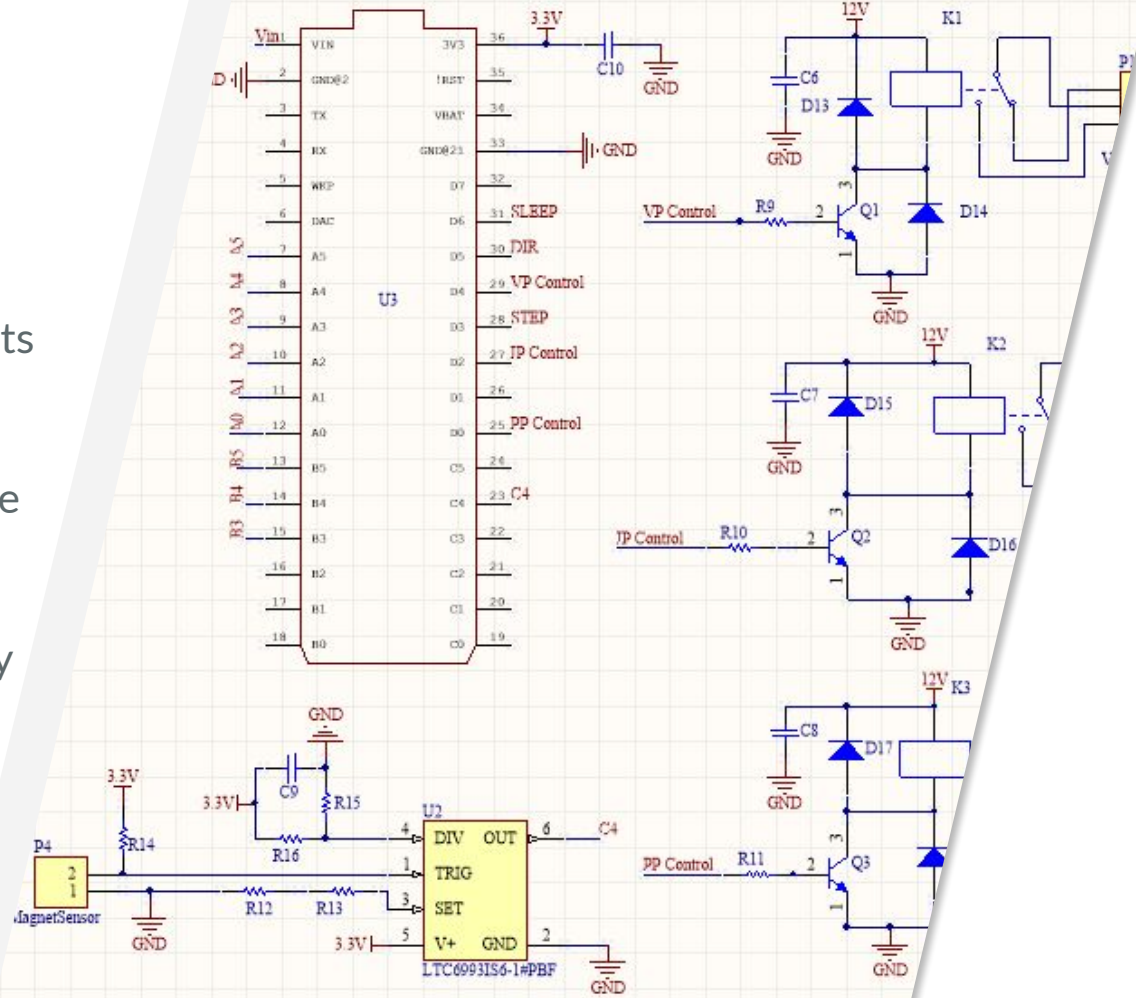 ts
e
y
Vin 1 VIN 3V3 36 3.3V
C10
GND
D 2 GND@2 !RST 35
3 TX VBAT 34
4 RX GND@21 33 GND
5 WKP D7 32
6 DAC D6 31 SLEEP
A5 7 A5 D5 30 DIR
A4 8 A4 D4 29 VP Control
U3
A3 9 A3 D3 28 STEP
A2 10 A2 D2 27 JP Control
A1 11 A1 D1 26
A0 12 A0 D0 25 PP Control
B5 13 B5 C5 24
B4 14 B4 C4 23 C4
B3 15 B3 C3 22
16 B2 C2 21
17 B1 C1 20
18 B0 C0 19
12V K1
C6
D13
GND
P1
V
VP Control R9 2 3 Q1 1
D14
GND
12V K2
C7
D15
GND
JP Control R10 2 3 Q2 1
D16
GND
12V K3
C8
D17
GND
PP Control R11 2 3 Q3 1
GND
GND
C9
3.3V
R15
R16
3.3V
R14
P4
2
1
MagnetSensor
GND
R12 R13
U2
4 DIV OUT 6 C4
1 TRIG
3 SET
3.3V 5 V+ GND 2
LTC6993IS6-1#PBF
GND